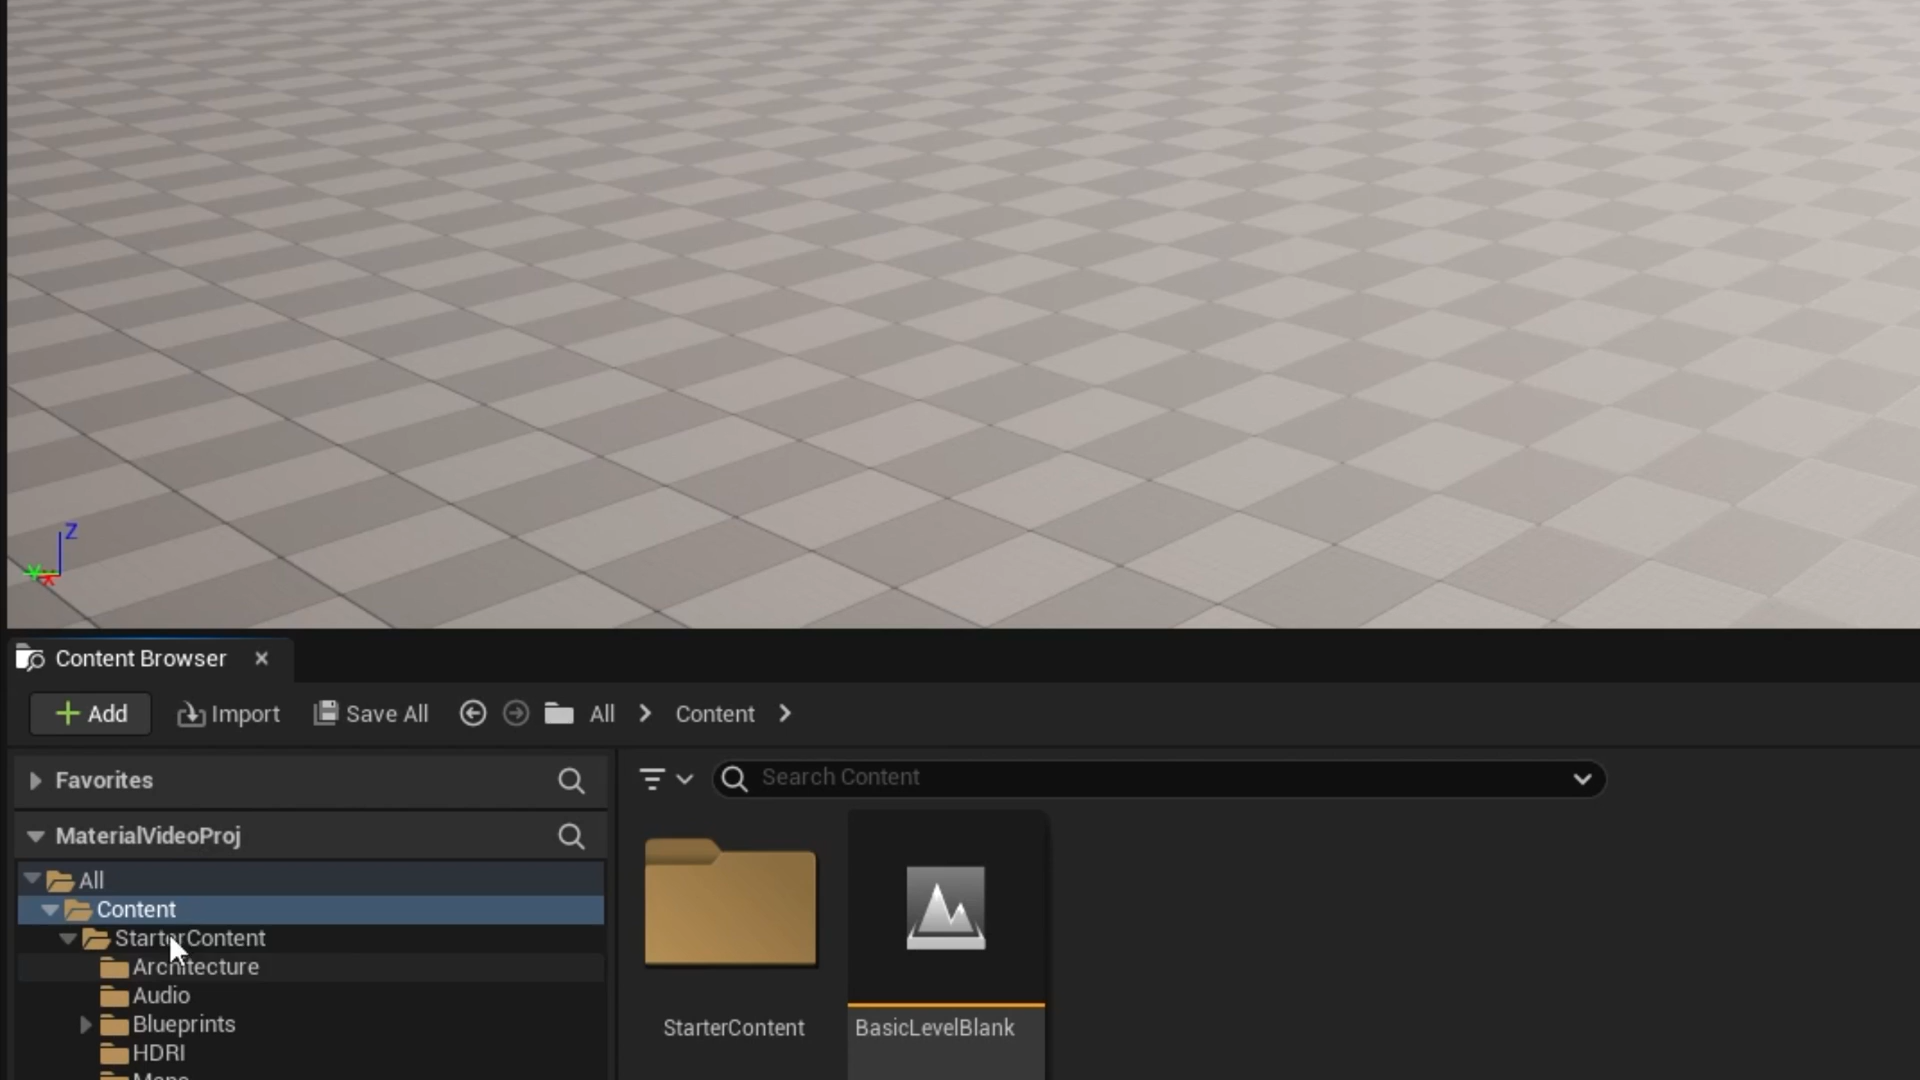 Z
Content Browser
Add
Import
Save All
All
Content
Favorites
Search Content
MaterialVideoProj
All
Content
StarterContent
Architecture
Audio
Blueprints
HDRI
StarterContent
BasicLevelBlank